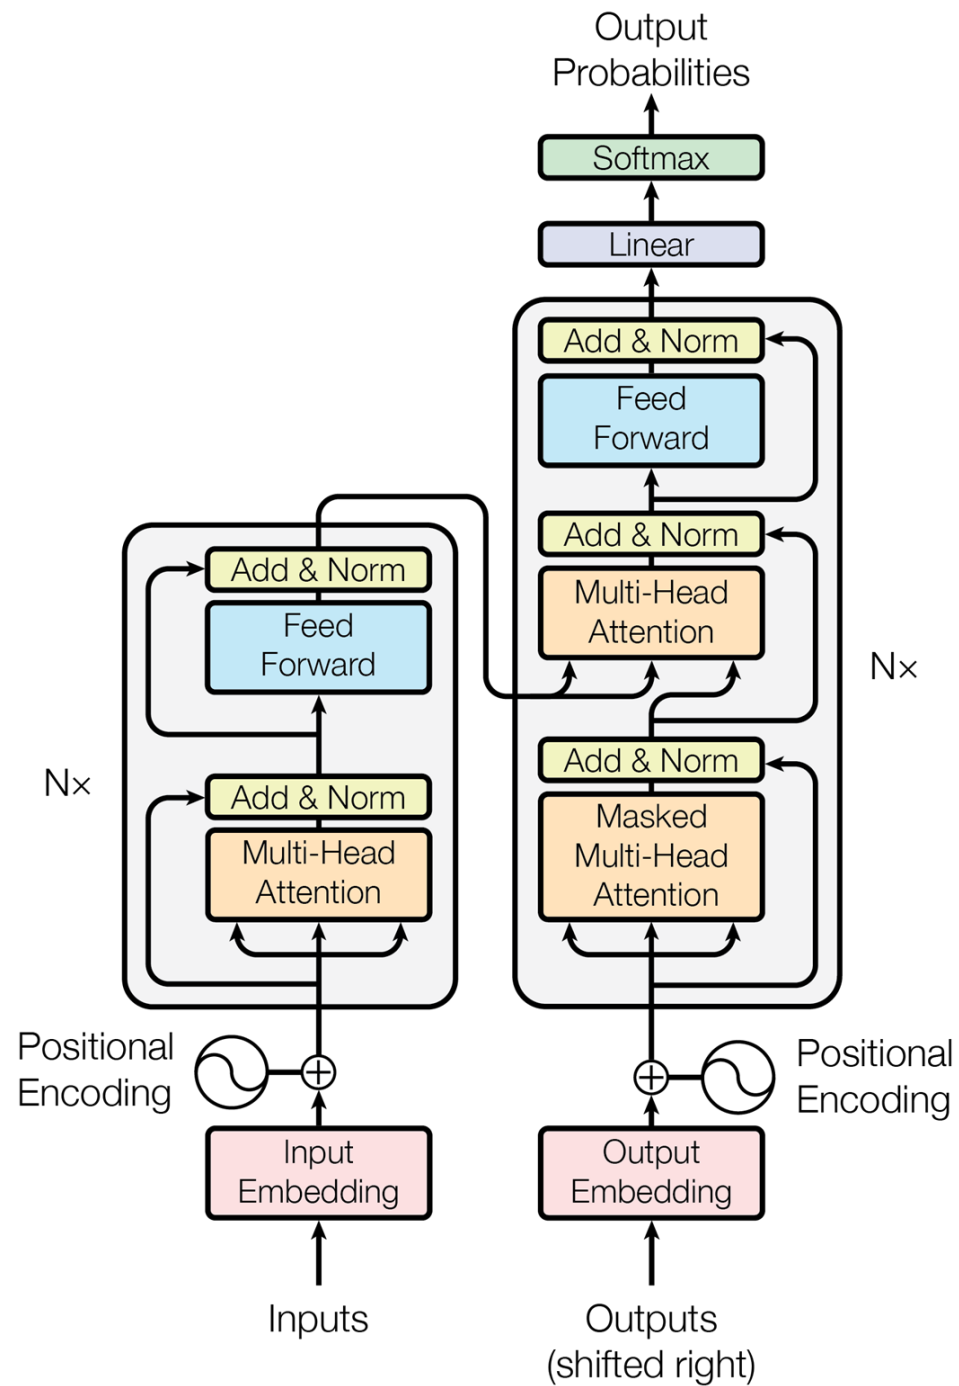 Output
Probabilities
Softmax
Linear
Add & Norm
Feed
Forward
Add & Norm
Multi-Head
Attention
Nx
Add & Norm
Masked
Multi-Head
Attention
Add & Norm
Feed
Forward
Nx
Add & Norm
Multi-Head
Attention
Positional
Encoding
Positional
Encoding
Input
Embedding
Output
Embedding
Inputs
Outputs
(shifted right)